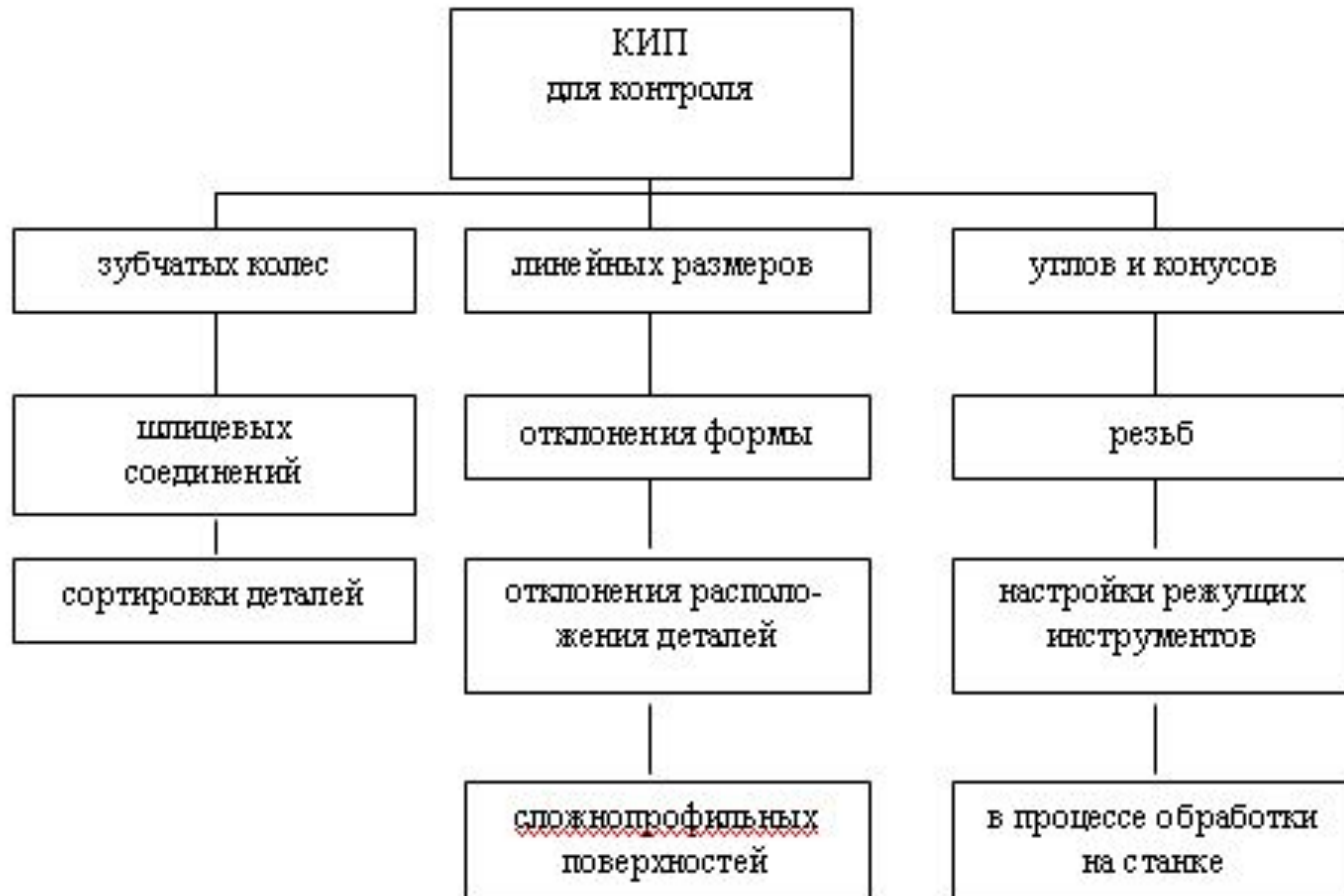 КИП
для контроля
зубчатых колес
линейных размеров
углов и конусов
шлицевых
соединений
отклонения формы
резьб
сортировки деталей
отклонения располо-
жения деталей
настройки режущих
инструментов
сложнопрофильных
поверхностей
в процессе обработки
на станке